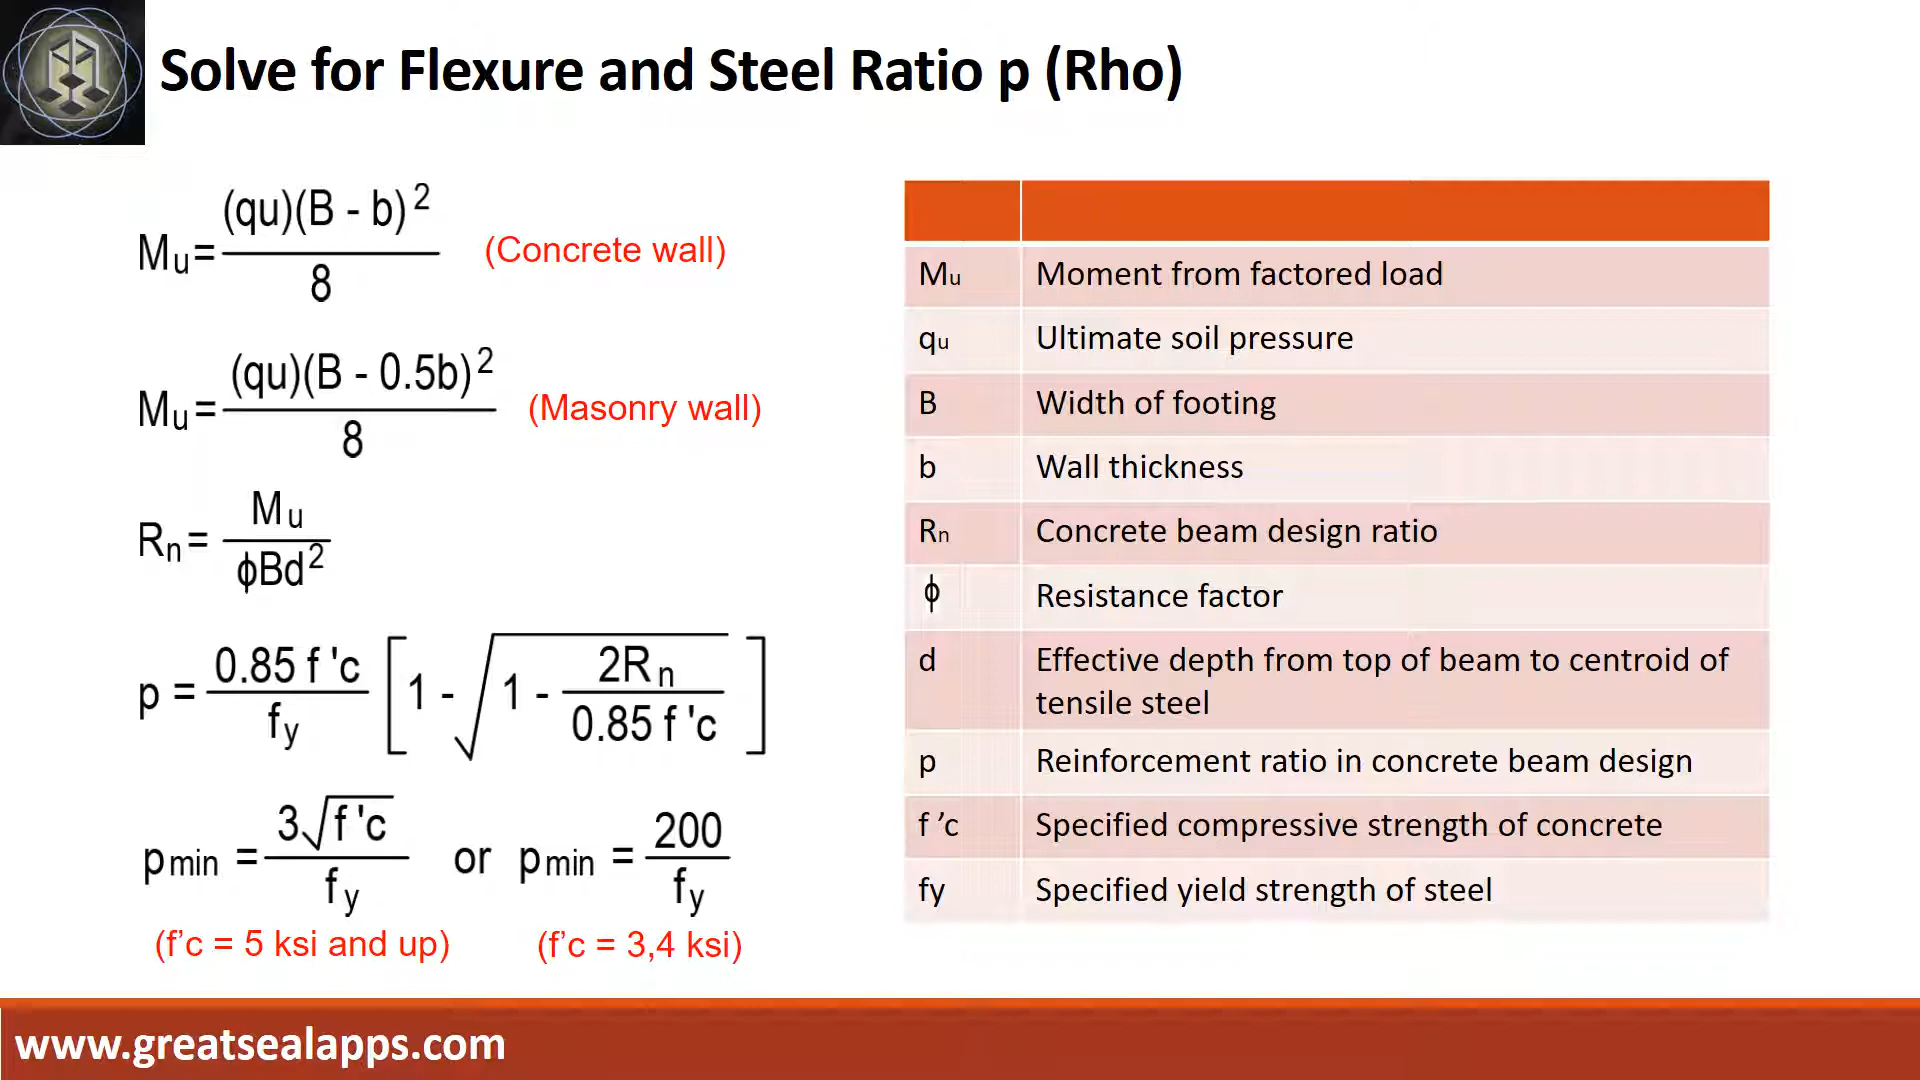 Solve for Flexure and Steel Ratio p (Rho)
Mu = (qu)(B - b)² / 8 (Concrete wall)
Mu = (qu)(B - 0.5b)² / 8 (Masonry wall)
Rn = Mu / ϕBd²
p = 0.85 f 'c / fy [1 - √(1 - 2Rn / 0.85 f 'c)]
pmin = 3√f 'c / fy or pmin = 200 / fy
(f'c = 5 ksi and up) (f'c = 3,4 ksi)
Mu Moment from factored load
qu Ultimate soil pressure
B Width of footing
b Wall thickness
Rn Concrete beam design ratio
ϕ Resistance factor
d Effective depth from top of beam to centroid of
tensile steel
p Reinforcement ratio in concrete beam design
f 'c Specified compressive strength of concrete
fy Specified yield strength of steel
www.greatsealapps.com